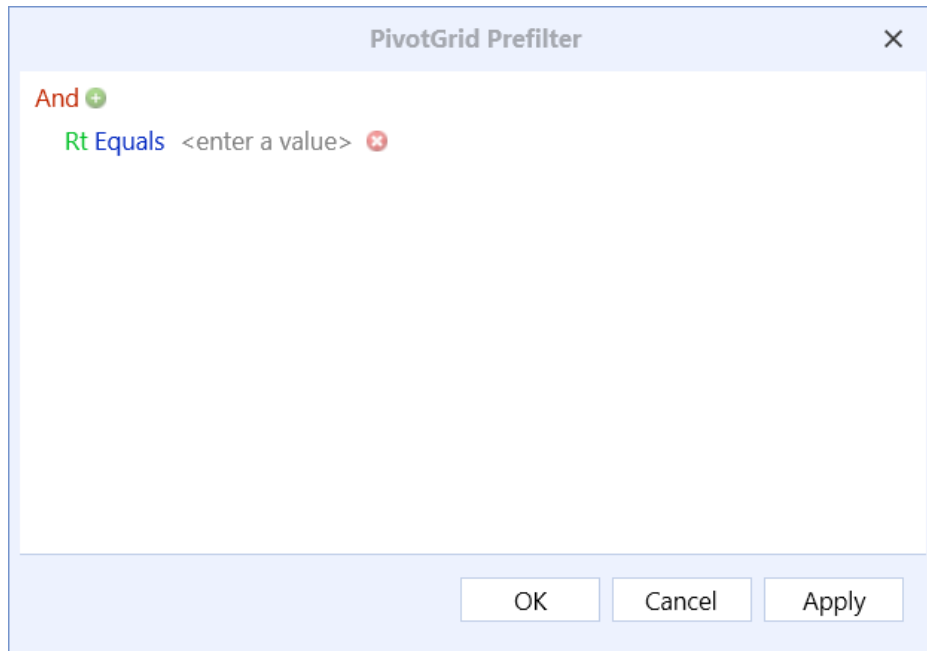 PivotGrid Prefilter
And
Rt Equals <enter a value>
OK Cancel Apply